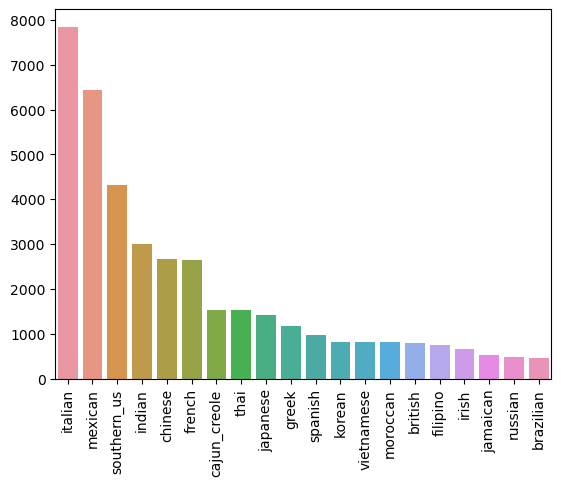 8000
7000
6000
5000
4000
3000
2000
1000
0
italian
mexican
southern_us
indian
chinese
french
cajun_creole
thai
japanese
greek
spanish
korean
vietnamese
moroccan
british
filipino
irish
jamaican
russian
brazilian